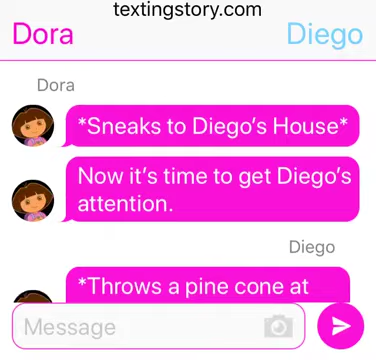 textingstory.com
Dora Diego
Dora
*Sneaks to Diego’s House*
Now it’s time to get Diego’s
attention.
Diego
*Throws a pine cone at
Message